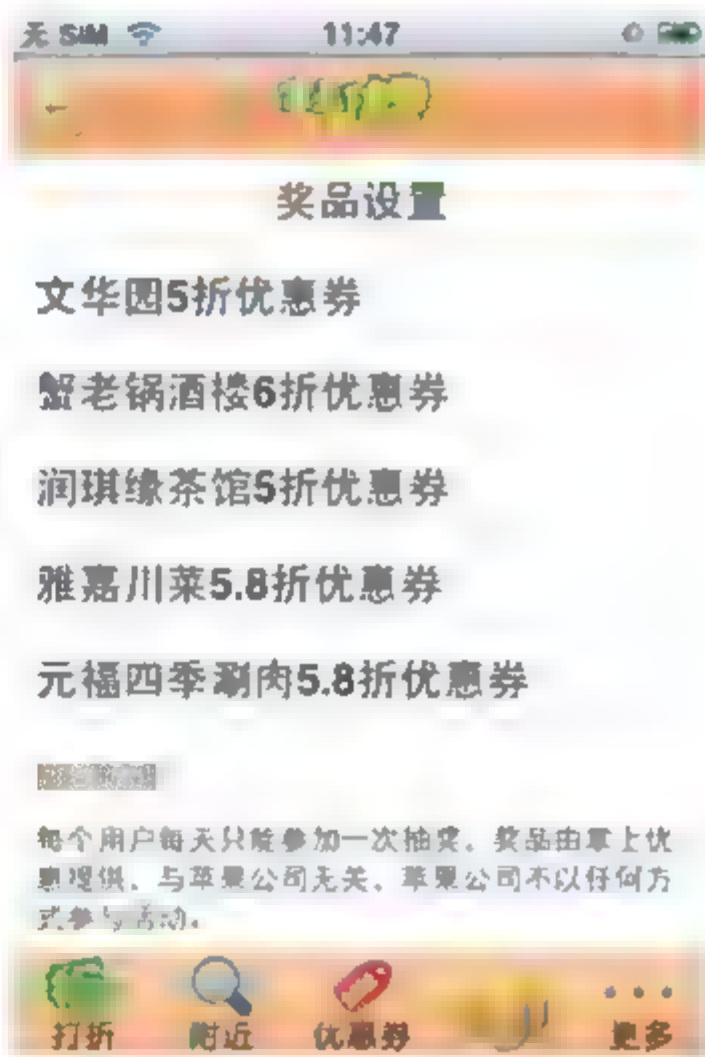 无 SIM 11:47
奖品设置
文华园5折优惠券
蟹老锅酒楼6折优惠券
润琪缘茶馆5折优惠券
雅嘉川菜5.8折优惠券
元福四季涮肉5.8折优惠券
每个用户每天只能参加一次抽奖，奖品由掌上优
惠提供，与苹果公司无关，苹果公司不以任何方
式参与活动。
打折 附近 优惠券 更多